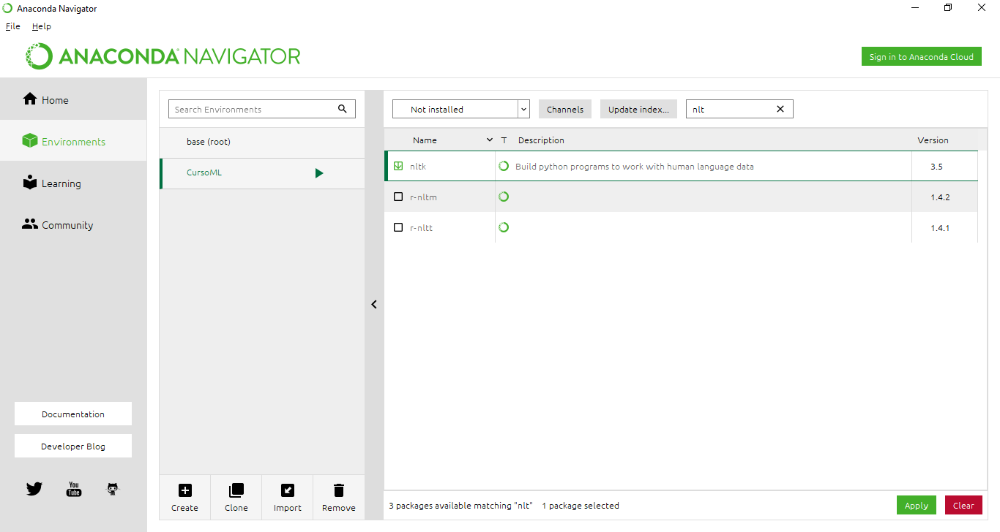 Anaconda Navigator
File Help
ANACONDA NAVIGATOR
Sign in to Anaconda Cloud
Home
Environments
Learning
Community
Documentation
Developer Blog
You Tube
Search Environments
base (root)
CursoML
Create Clone Import Remove
Not installed Channels Update index... nlt
Name T Description Version
nltk Build python programs to work with human language data 3.5
r-nltm 1.4.2
r-nltt 1.4.1
3 packages available matching "nlt" 1 package selected Apply Clear